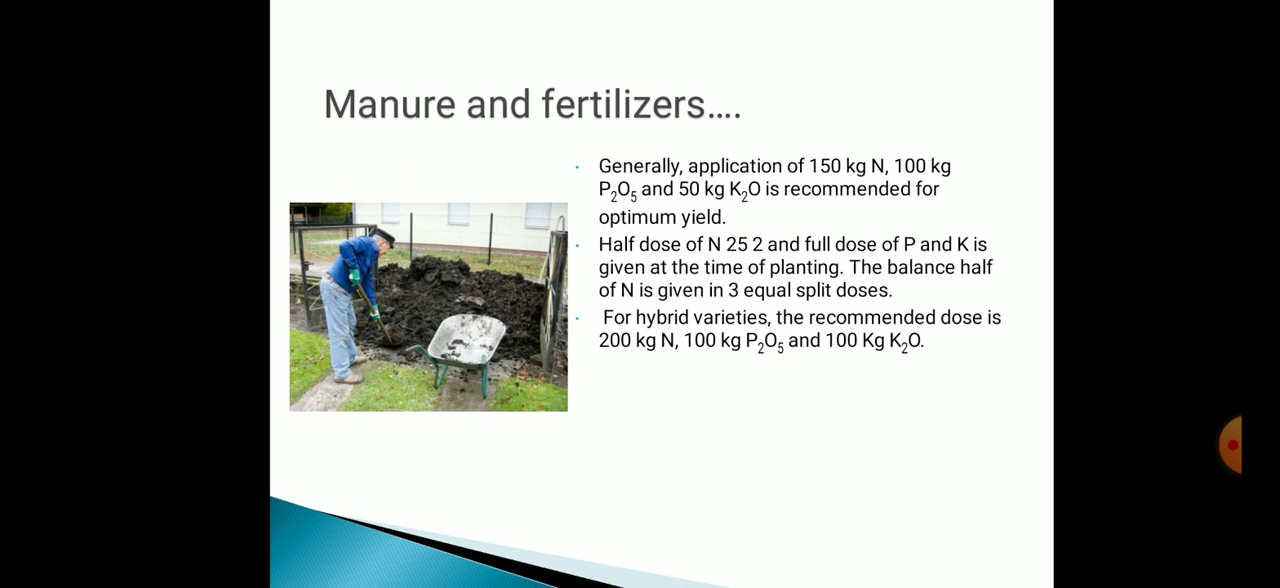 Manure and fertilizers....
• Generally, application of 150 kg N, 100 kg
P₂O₅ and 50 kg K₂O is recommended for
optimum yield.
• Half dose of N 25 2 and full dose of P and K is
given at the time of planting. The balance half
of N is given in 3 equal split doses.
• For hybrid varieties, the recommended dose is
200 kg N, 100 kg P₂O₅ and 100 Kg K₂O.